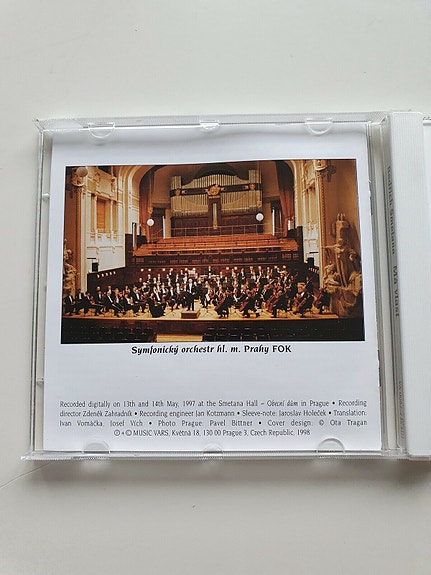 Symfonický orchestr hl. m. Prahy FOK
Recorded digitally on 13th and 14th May, 1997 at the Smetana Hall – Obecní dům in Prague • Recording
director Zdeněk Zahradník • Recording engineer Jan Kotzmann • Sleeve-note: Jaroslav Holeček • Translation:
Ivan Vomáčka, Josef Vich • Photo Prague Pavel Bittner • Cover design © Ota Tragan
℗ + © MUSIC VARS, Květná 18, 130 00 Prague 3, Czech Republic, 1998